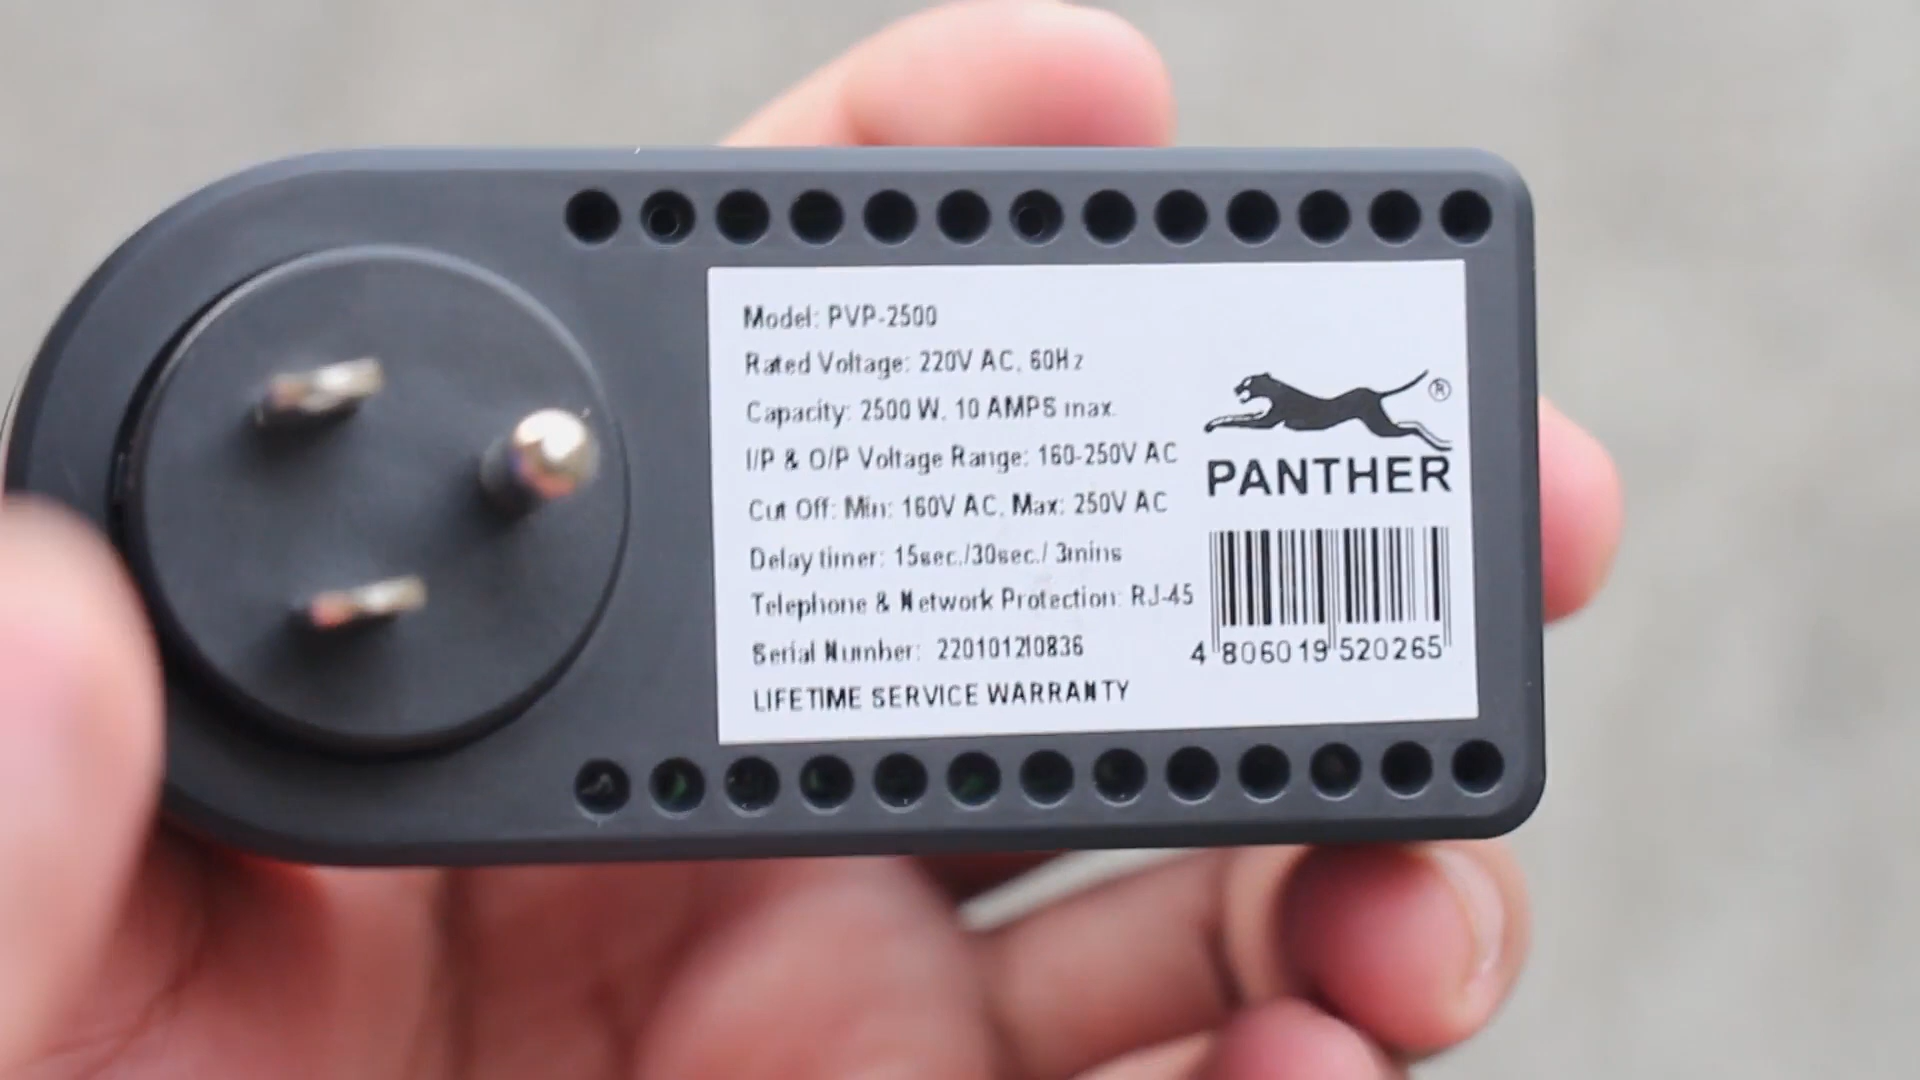 Model: PVP-2500
Rated Voltage: 220V AC, 60Hz
Capacity: 2500 W, 10 AMPS max.
I/P & O/P Voltage Range: 160-250V AC
Cut Off: Min: 160V AC, Max: 250V AC
Delay timer: 15sec./30sec./ 3mins
Telephone & Network Protection: RJ-45
Serial Number: 220101210836
LIFETIME SERVICE WARRANTY
®
PANTHER
4 806019 520265